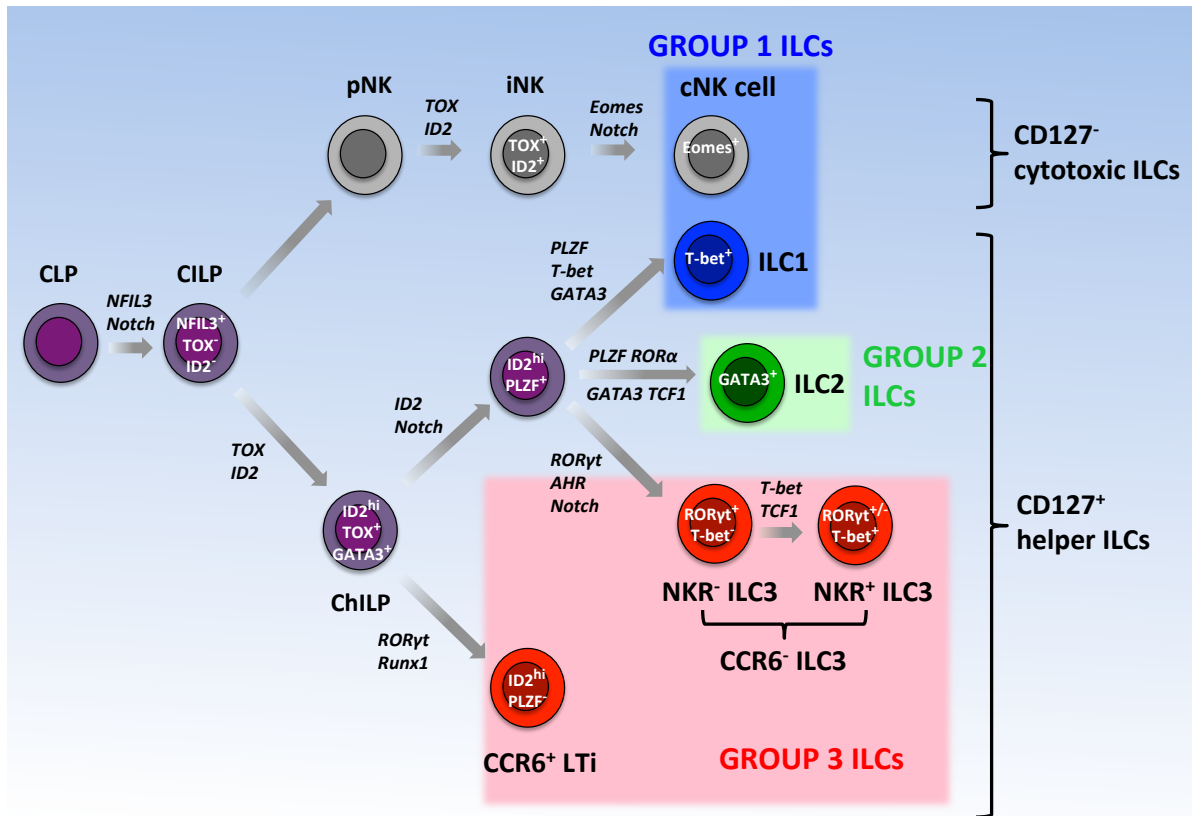 GROUP 1 ILCs
pNK
iNK
cNK cell
TOX
ID2
Eomes
Notch
TOX⁺
ID2⁺
Eomes⁺
CD127⁻
cytotoxic ILCs
PLZF
T-bet
GATA3
T-bet⁺
ILC1
CLP
CILP
NFIL3
Notch
NFIL3⁺
TOX⁻
ID2⁻
ID2ʰⁱ
PLZF⁺
PLZF RORα
GATA3 TCF1
GATA3⁺
ILC2
GROUP 2
ILCs
ID2
Notch
TOX
ID2
RORγt
AHR
Notch
ID2ʰⁱ
TOX⁺
GATA3⁺
ChILP
RORγt⁺
T-bet⁻
T-bet
TCF1
RORγt⁺/⁻
T-bet⁺
NKR⁻ ILC3
NKR⁺ ILC3
CCR6⁻ ILC3
CD127⁺
helper ILCs
RORγt
Runx1
ID2ʰⁱ
PLZF⁻
CCR6⁺ LTi
GROUP 3 ILCs